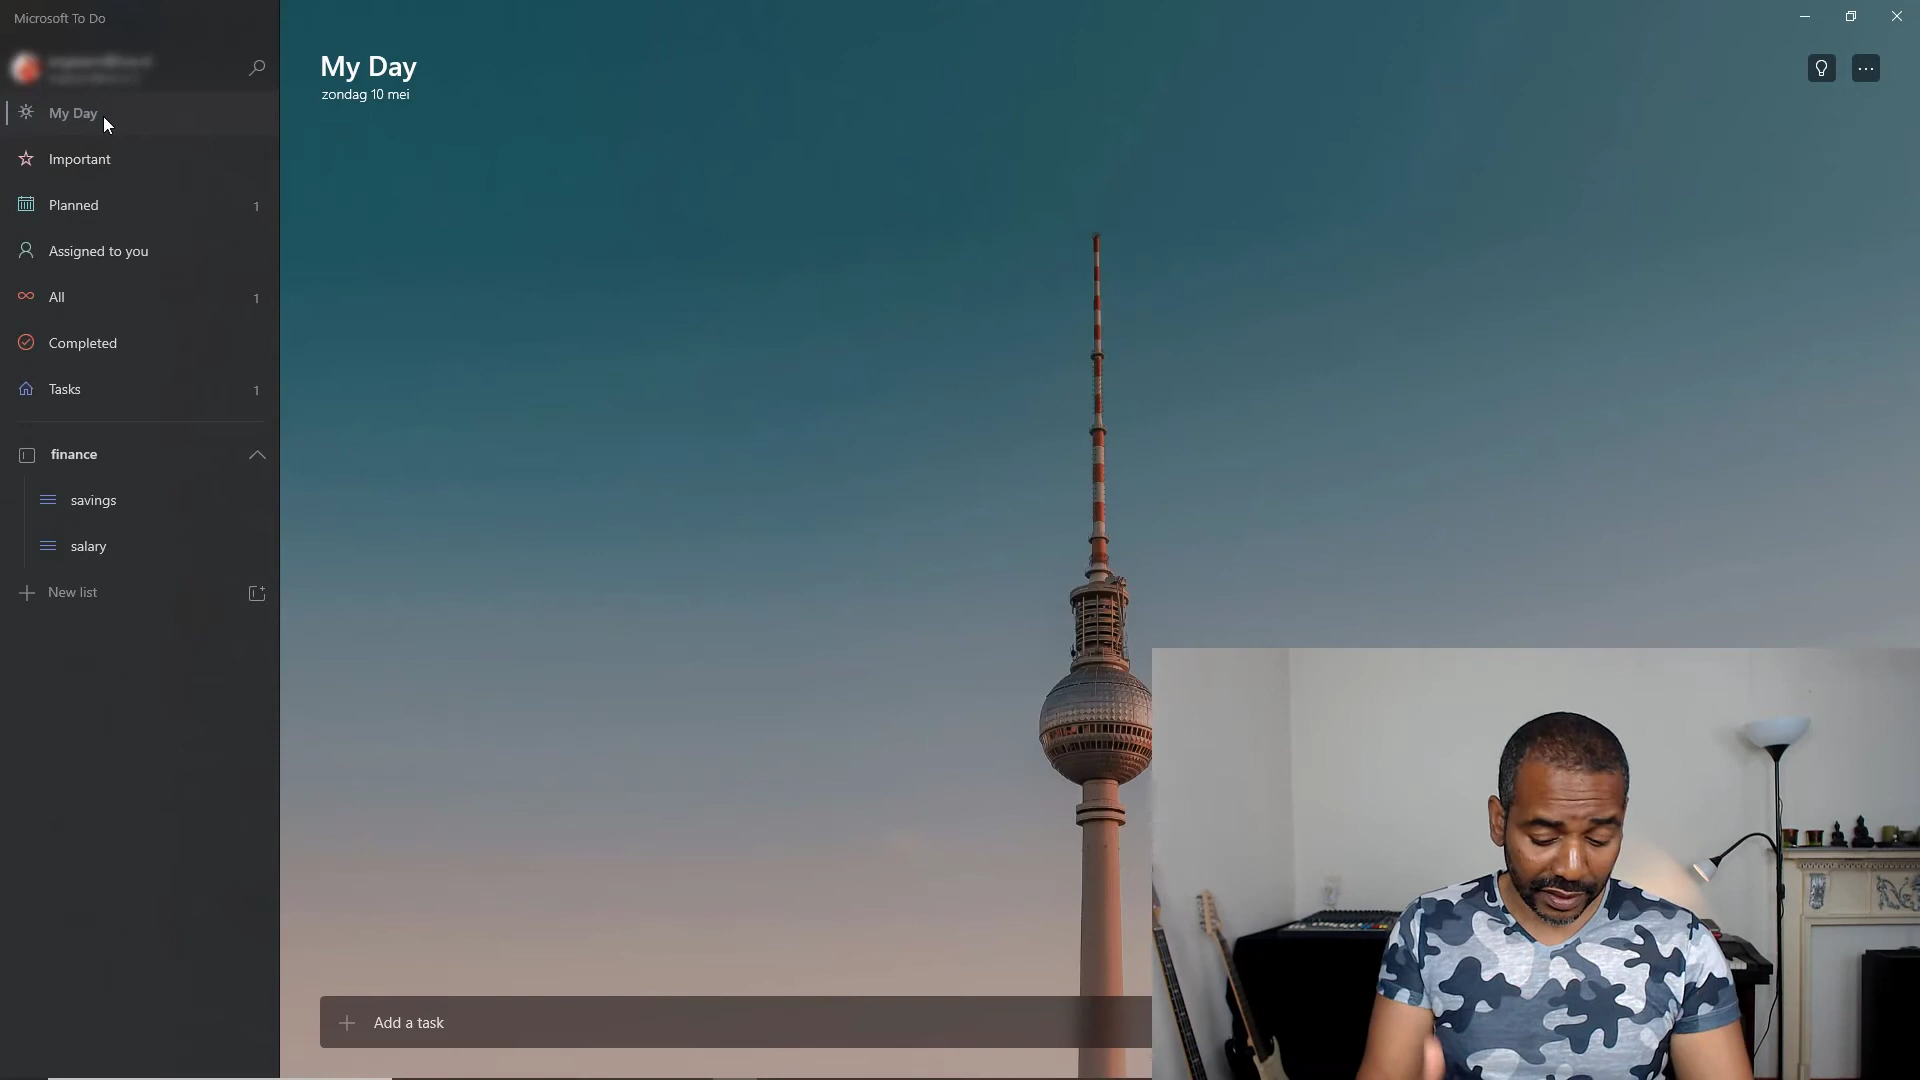 Microsoft To Do
My Day
Important
Planned 1
Assigned to you
All 1
Completed
Tasks 1
finance
savings
salary
New list
My Day
zondag 10 mei
Add a task